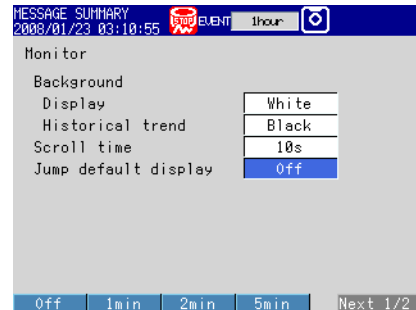 MESSAGE SUMMARY
2008/01/23 03:10:55 STOP EVENT 1hour
Monitor
Background
Display White
Historical trend Black
Scroll time 10s
Jump default display Off
Off 1min 2min 5min Next 1/2